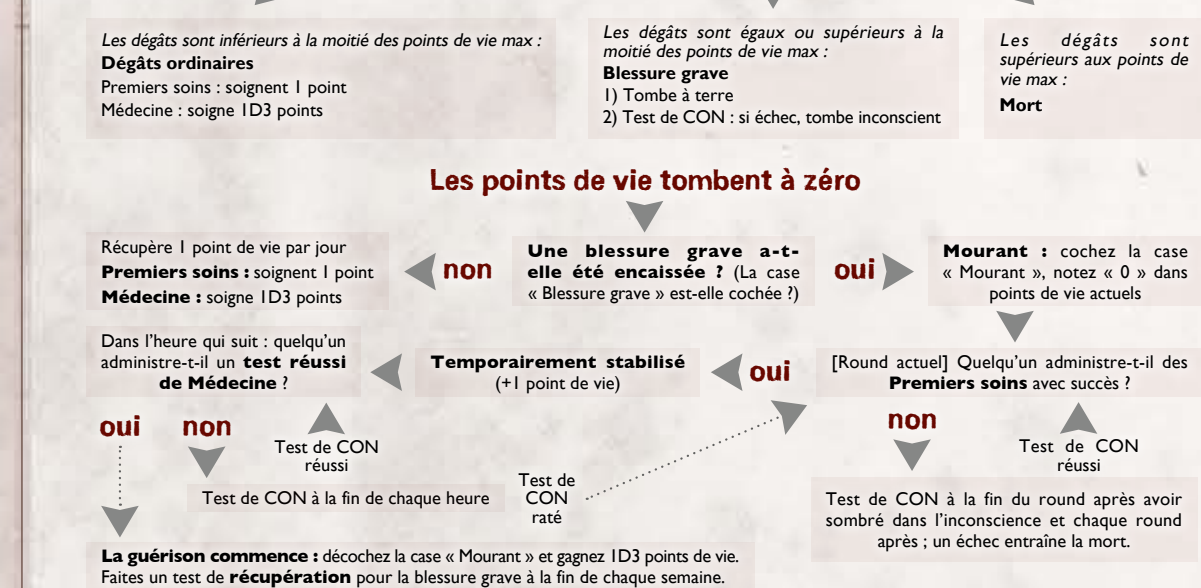 Les dégâts sont inférieurs à la moitié des points de vie max :
Dégâts ordinaires
Premiers soins : soignent 1 point
Médecine : soigne 1D3 points
Les dégâts sont égaux ou supérieurs à la
moitié des points de vie max :
Blessure grave
1) Tombe à terre
2) Test de CON : si échec, tombe inconscient
Les dégâts sont
supérieurs aux points de
vie max :
Mort
Les points de vie tombent à zéro
Récupère 1 point de vie par jour
Premiers soins : soignent 1 point
Médecine : soigne 1D3 points
non
Une blessure grave a-t-
elle été encaissée ? (La case
« Blessure grave » est-elle cochée ?)
oui
Mourant : cochez la case
« Mourant », notez « 0 » dans
points de vie actuels
Dans l'heure qui suit : quelqu'un
administre-t-il un test réussi
de Médecine ?
Temporairement stabilisé
(+1 point de vie)
oui
[Round actuel] Quelqu'un administre-t-il des
Premiers soins avec succès ?
oui
non
Test de CON
réussi
non
Test de CON
réussi
Test de CON à la fin de chaque heure
Test de
CON
raté
Test de CON à la fin du round après avoir
sombré dans l'inconscience et chaque round
après ; un échec entraîne la mort.
La guérison commence : décochez la case « Mourant » et gagnez 1D3 points de vie.
Faites un test de récupération pour la blessure grave à la fin de chaque semaine.